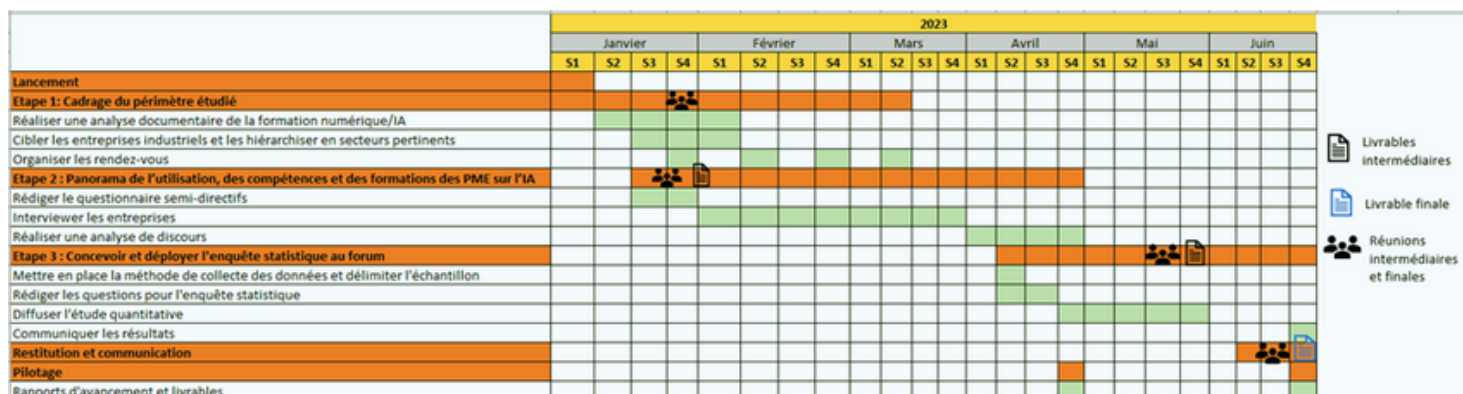 2023
Janvier Février Mars Avril Mai Juin
S1 S2 S3 S4 S1 S2 S3 S4 S1 S2 S3 S4 S1 S2 S3 S4 S1 S2 S3 S4 S1 S2 S3 S4
Lancement
Etape 1: Cadrage du périmètre étudié
Réaliser une analyse documentaire de la formation numérique/IA
Cibler les entreprises industriels et les hiérarchiser en secteurs pertinents
Organiser les rendez-vous
Etape 2 : Panorama de l'utilisation, des compétences et des formations des PME sur l'IA
Rédiger le questionnaire semi-directifs
Interviewer les entreprises
Réaliser une analyse de discours
Etape 3 : Concevoir et déployer l'enquête statistique au forum
Mettre en place la méthode de collecte des données et délimiter l'échantillon
Rédiger les questions pour l'enquête statistique
Diffuser l'étude quantitative
Communiquer les résultats
Restitution et communication
Pilotage
Rapports d'avancement et livrables
Livrables
intermédiaires
Livrable finale
Réunions
intermédiaires
et finales